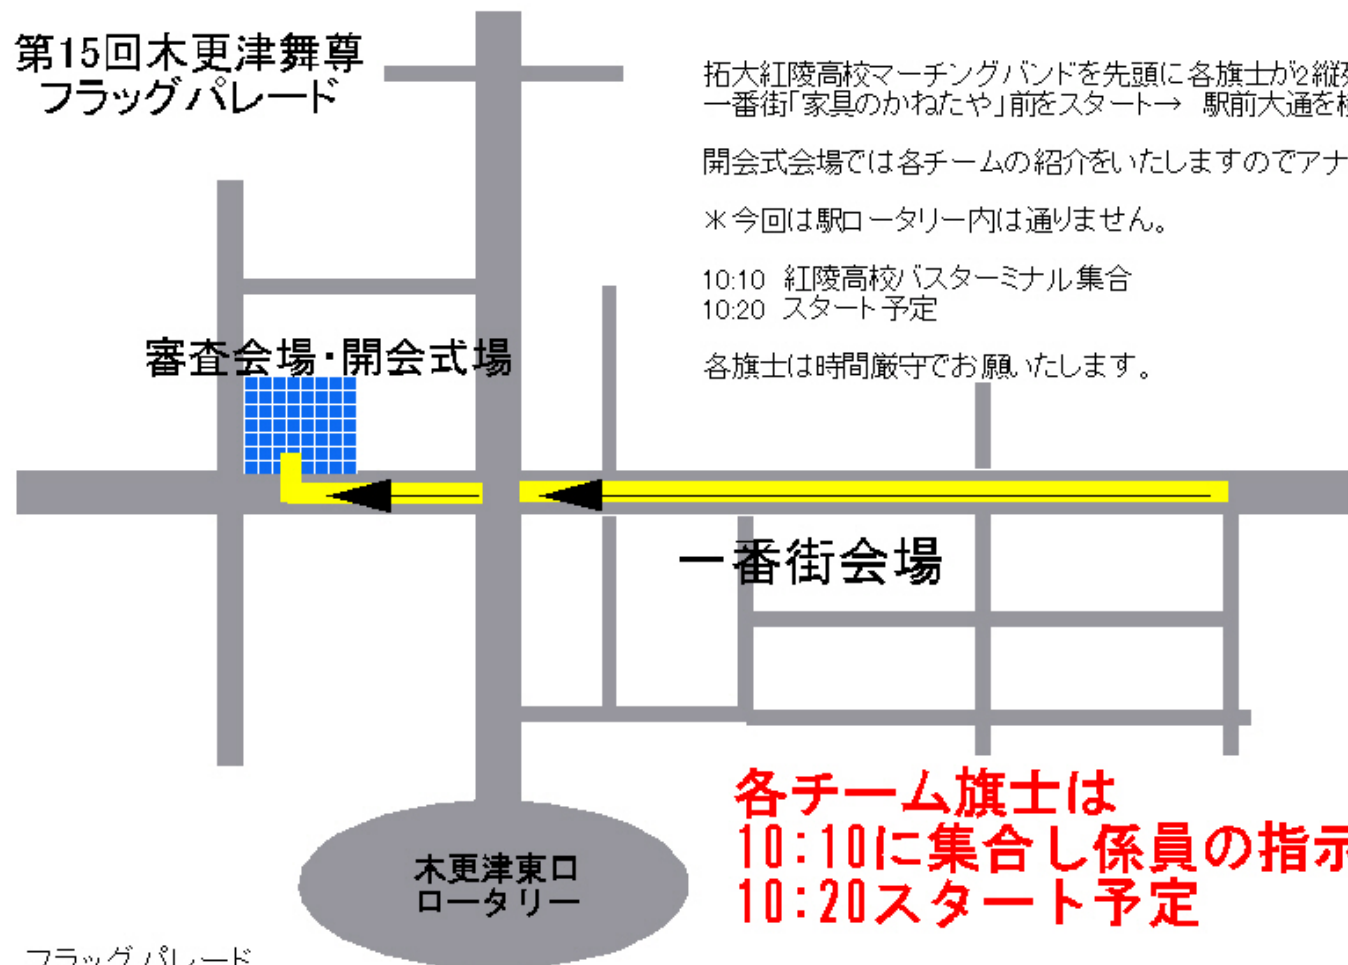 第15回木更津舞尊
フラッグパレード
拓大紅陵高校マーチングバンドを先頭に各旗士が2縦
一番街「家具のかねたや」前をスタート→ 駅前大通を
開会式会場では各チームの紹介をいたしますのでアナ
＊今回は駅ロータリー内は通りません。
10:10 紅陵高校バスターミナル集合
10:20 スタート予定
各旗士は時間厳守でお願いたします。
審査会場・開会式場
一番街会場
各チーム旗士は
10:10に集合し係員の指示
10:20スタート予定
木更津東口
ロータリー
フラッグパレード